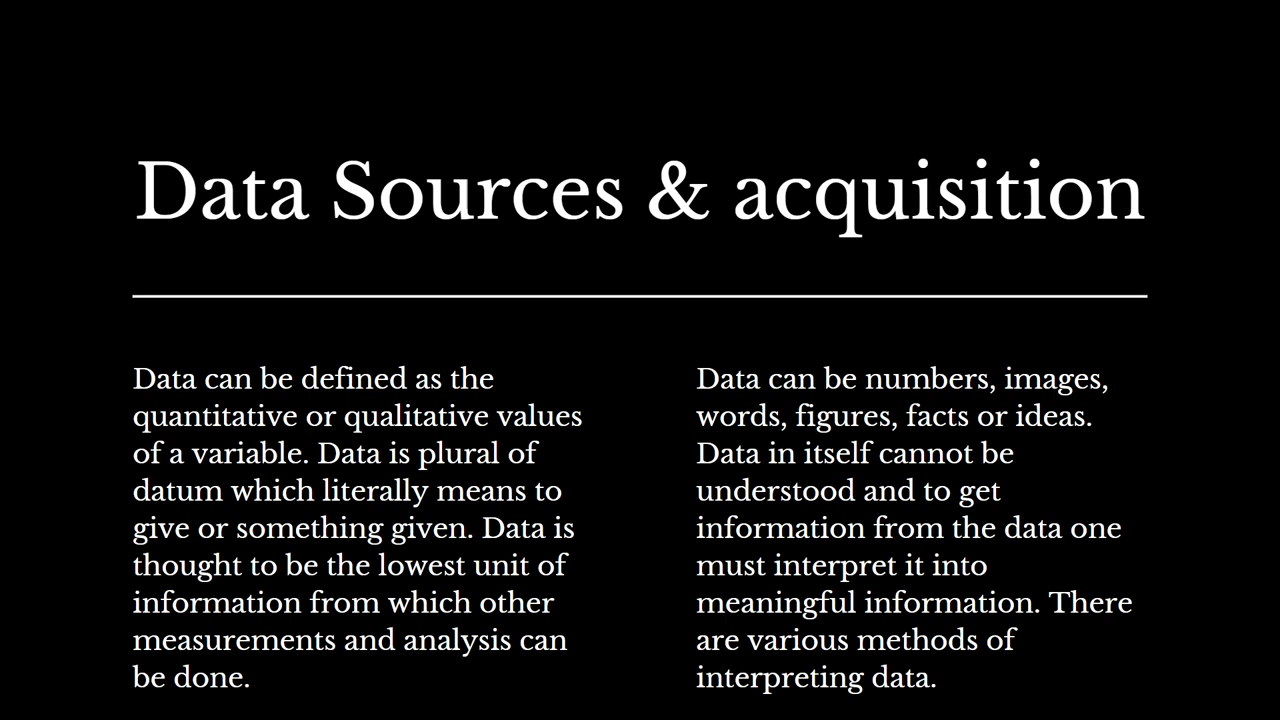 Data Sources & acquisition
Data can be defined as the
quantitative or qualitative values
of a variable. Data is plural of
datum which literally means to
give or something given. Data is
thought to be the lowest unit of
information from which other
measurements and analysis can
be done.
Data can be numbers, images,
words, figures, facts or ideas.
Data in itself cannot be
understood and to get
information from the data one
must interpret it into
meaningful information. There
are various methods of
interpreting data.